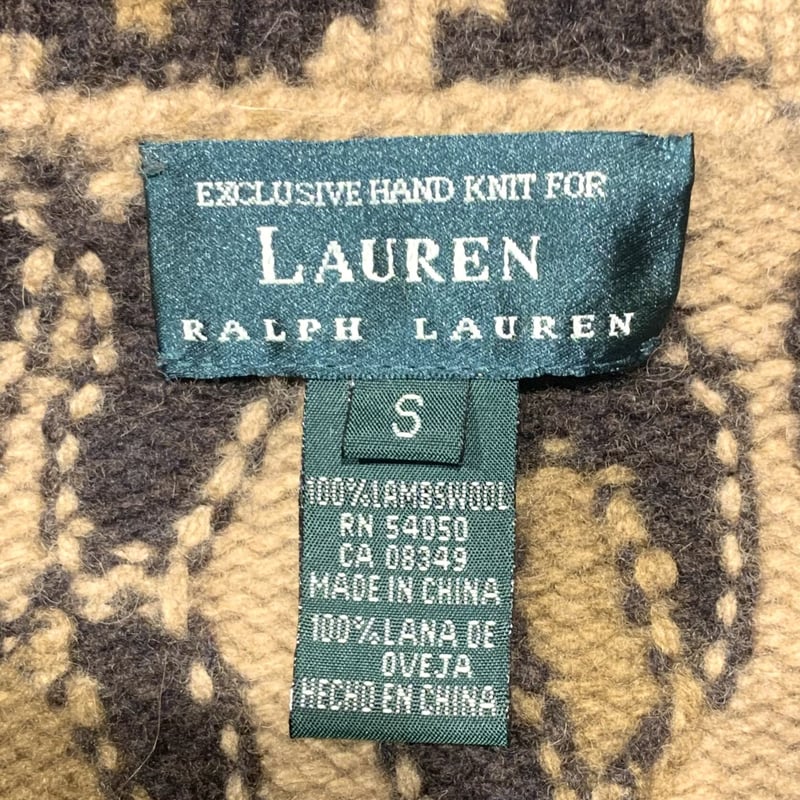 EXCLUSIVE HAND KNIT FOR
LAUREN
RALPH LAUREN
S
100% LAMBSWOOL
RN 54050
CA 08349
MADE IN CHINA
100% LANA DE
OVEJA
HECHO EN CHINA